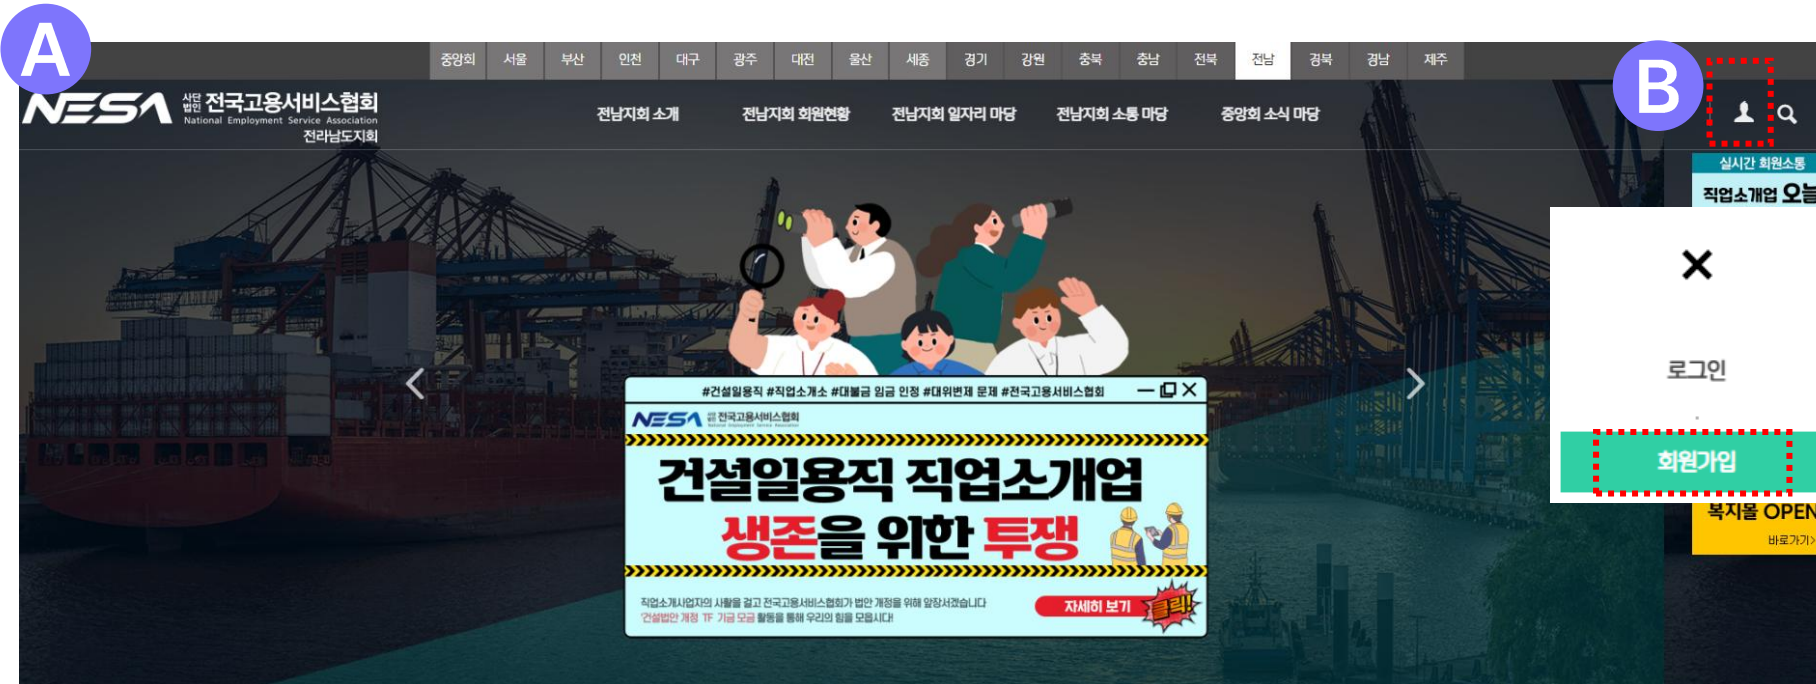 A
중앙회 서울 부산 인천 대구 광주 대전 울산 세종 경기 강원 충북 충남 전북 전남 경북 경남 제주
B
NESA 사단법인 전국고용서비스협회
National Employment Service Association
전라남도지회
전남지회 소개 전남지회 회원현황 전남지회 일자리 마당 전남지회 소통 마당 중앙회 소식 마당
실시간 회원소통
직업소개업 오늘
로그인
회원가입
복지몰 OPEN
바로가기>
#건설일용직 #직업소개소 #대불금 임금 인정 #대위변제 문제 #전국고용서비스협회
NESA 사단법인 전국고용서비스협회
National Employment Service Association
건설일용직 직업소개업
생존을 위한 투쟁
직업소개사업자의 사활을 걸고 전국고용서비스협회가 법안 개정을 위해 앞장서겠습니다
'건설법안 개정 TF 기금 모금 활동을 통해 우리의 힘을 모읍시다!
자세히 보기 클릭!